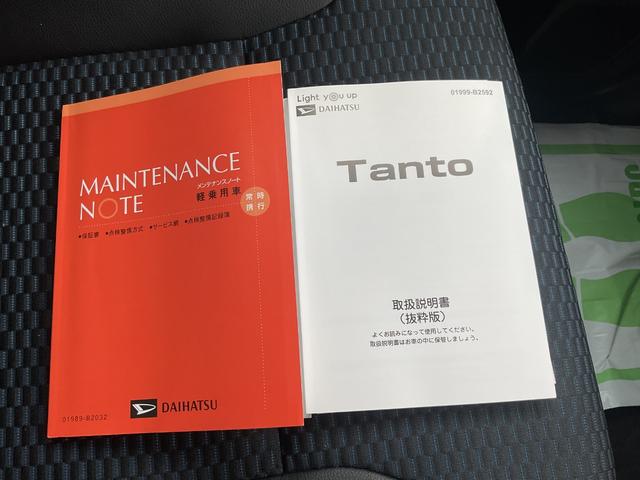 MAINTENANCE
NOTE
メンテナンスノート
軽乗用車
常時
携行
●保証書 ●点検整備方式 ●サービス網 ●点検整備記録簿
01989-B2032
DAIHATSU
Light you up
DAIHATSU
01999-B2592
Tanto
取扱説明書
（抜粋版）
よくお読みになって使用してください。
取扱説明書はお車の中に保管しましょう。